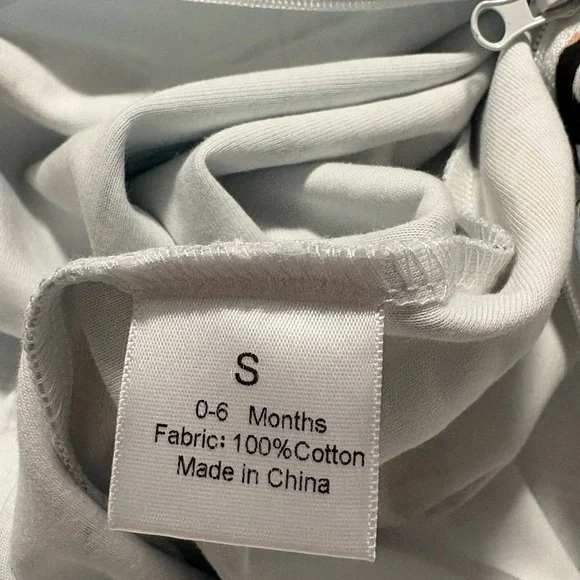 S
0-6 Months
Fabric: 100%Cotton
Made in China